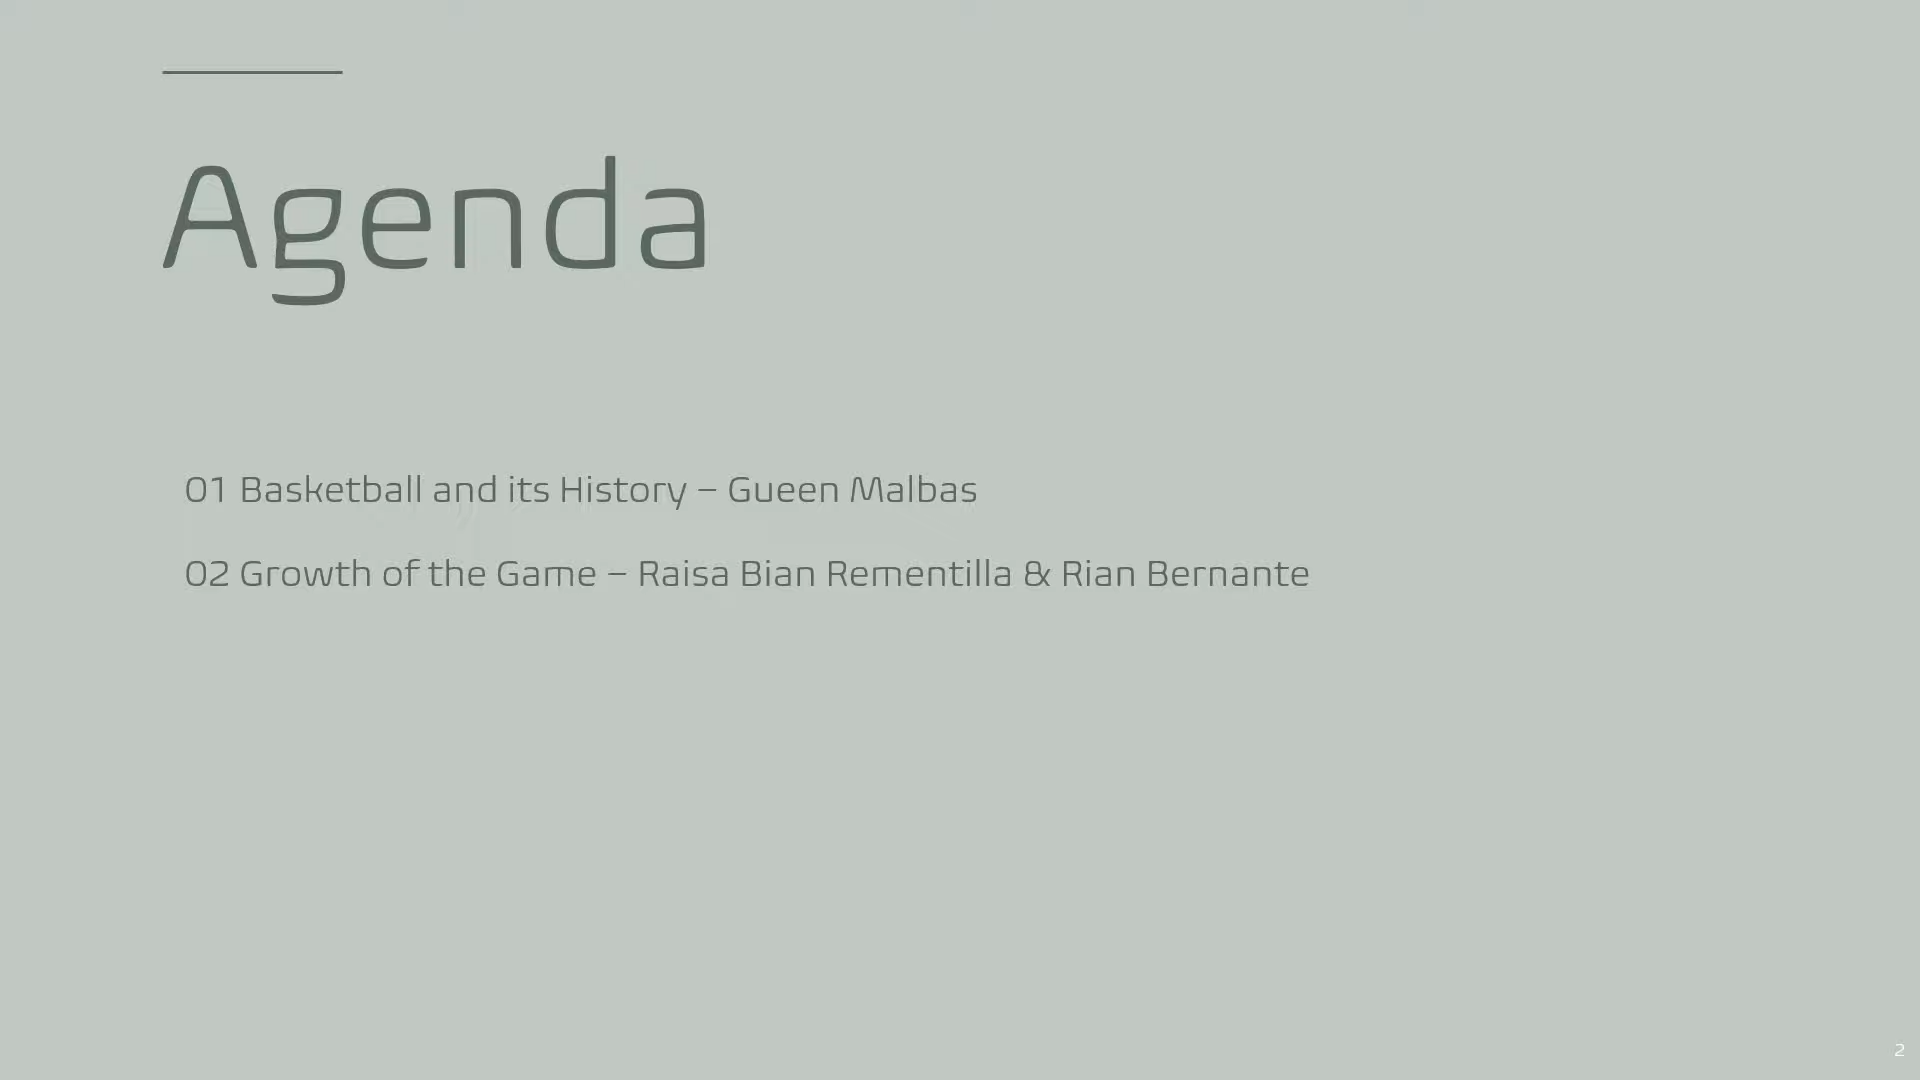 Agenda
01 Basketball and its History – Gueen Malbas
02 Growth of the Game – Raisa Bian Rementilla & Rian Bernante
2